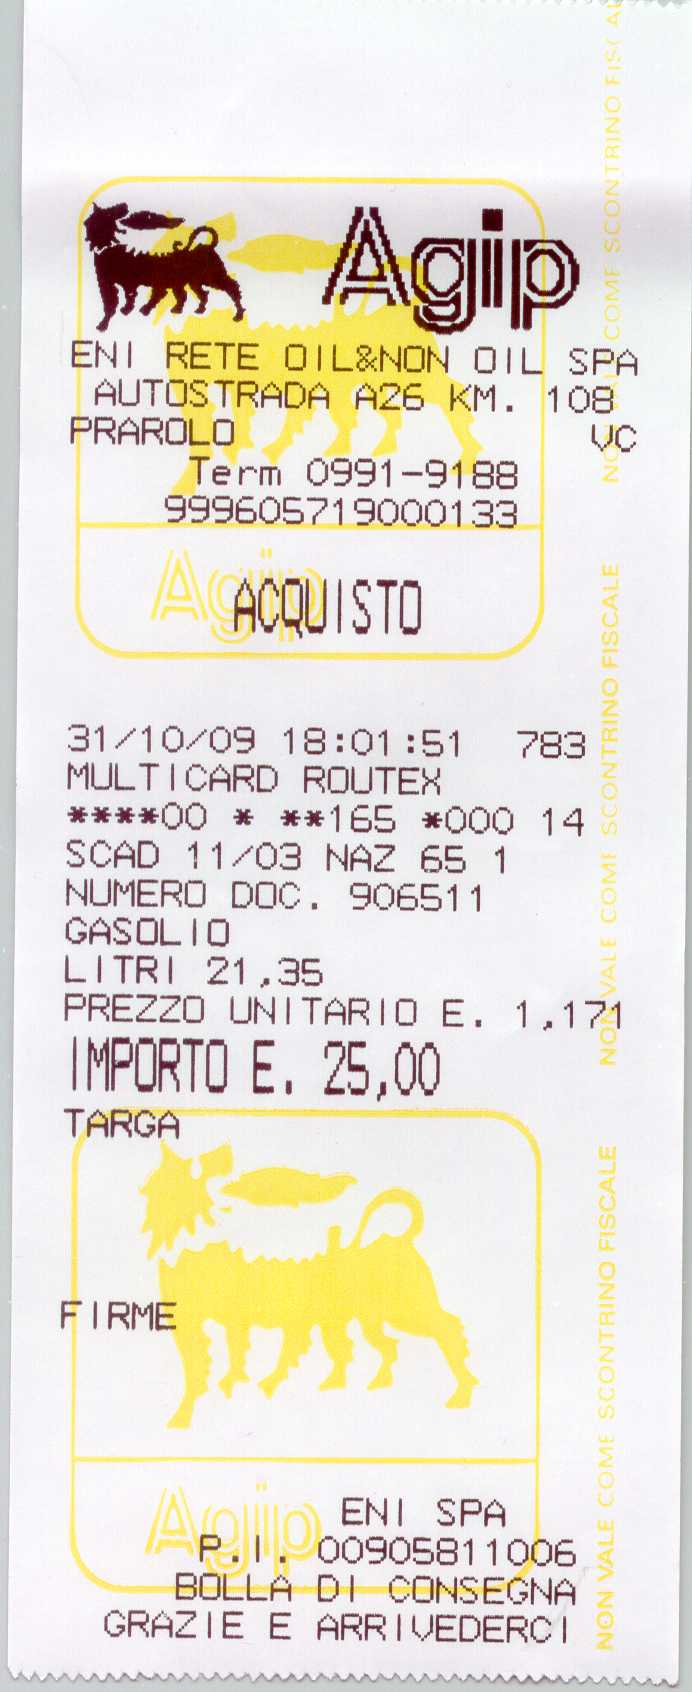 Agip
ENI RETE OIL&NON OIL SPA
AUTOSTRADA A26 KM. 108
PRAROLO VC
Term 0991-9188
999605719000133
Agip
ACQUISTO
31/10/09 18:01:51 783
MULTICARD ROUTEX
****00 * **165 *000 14
SCAD 11/03 NAZ 65 1
NUMERO DOC. 906511
GASOLIO
LITRI 21,35
PREZZO UNITARIO E. 1,171
IMPORTO E. 25,00
TARGA
FIRME
Agip
ENI SPA
P.I. 00905811006
BOLLA DI CONSEGNA
GRAZIE E ARRIVEDERCI
NON VALE COME SCONTRINO FISCALE
NON VALE COME SCONTRINO FISCALE
NON VALE COME SCONTRINO FISCALE